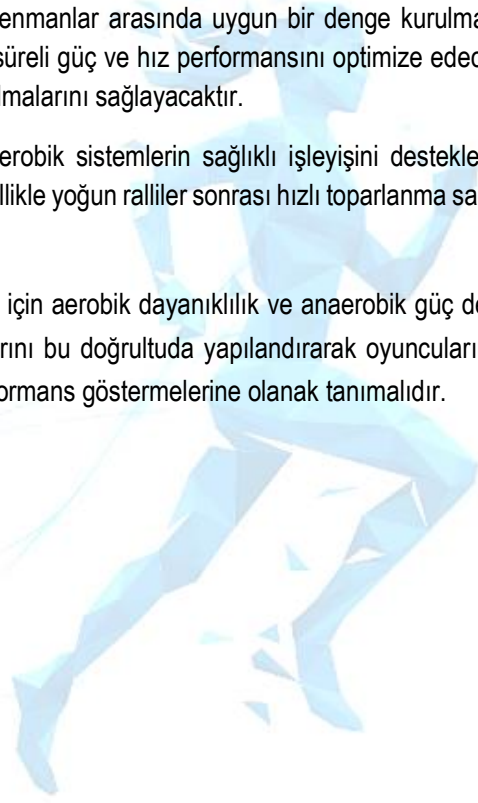 enmanlar arasında uygun bir denge kurulma
süreli güç ve hız performansını optimize edec
lmalarını sağlayacaktır.
erobik sistemlerin sağlıklı işleyişini destekle
llikle yoğun ralliler sonrası hızlı toparlanma sa
için aerobik dayanıklılık ve anaerobik güç de
rını bu doğrultuda yapılandırarak oyuncuları
ormans göstermelerine olanak tanımalıdır.